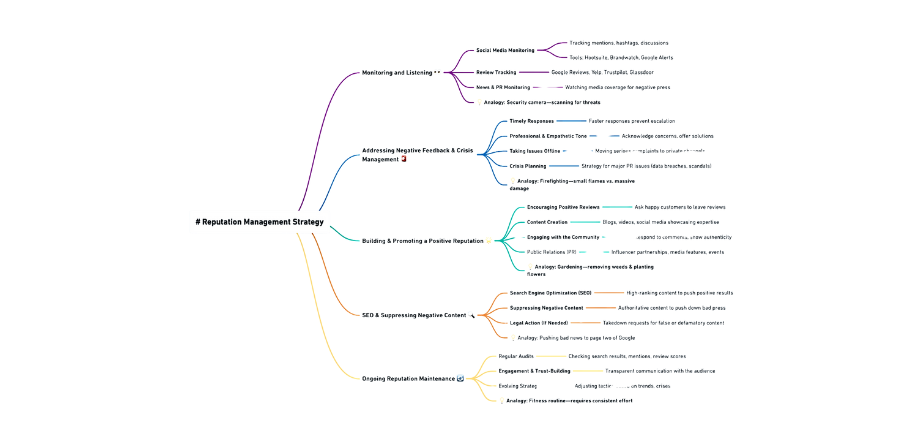 # Reputation Management Strategy
Monitoring and Listening
Social Media Monitoring
Tracking mentions, hashtags, discussions
Tools: Hootsuite, Brandwatch, Google Alerts
Review Tracking
Google Reviews, Yelp, Trustpilot, Glassdoor
News & PR Monitoring
Watching media coverage for negative press
Analogy: Security camera—scanning for threats
Addressing Negative Feedback & Crisis
Management
Timely Responses
Faster responses prevent escalation
Professional & Empathetic Tone
Acknowledge concerns, offer solutions
Taking Issues Offline
Moving complaints to private
Crisis Planning
Strategy for major PR issues (data breaches, scandals)
Analogy: Firefighting—small flames vs. massive
damage
Building & Promoting a Positive Reputation
Encouraging Positive Reviews
Ask happy customers to leave reviews
Content Creation
Blogs, videos, social media showcasing expertise
Engaging with the Community
to comments, show authenticity
Public Relations (PR)
Influencer partnerships, media features, events
Analogy: Gardening—removing weeds & planting
flowers
SEO & Suppressing Negative Content
Search Engine Optimization (SEO)
High-ranking content to push positive results
Suppressing Negative Content
Authoritative content to push down bad press
Legal Action (If Needed)
Takedown requests for false or defamatory content
Analogy: Pushing bad news to page two of Google
Ongoing Reputation Maintenance
Regular Audits
Checking search results, mentions, review scores
Engagement & Trust-Building
Transparent communication with the audience
Evolving
Adjusting on trends, crises
Analogy: Fitness routine—requires consistent effort